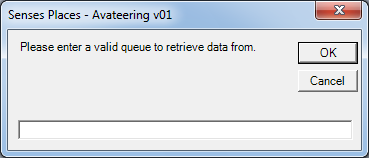 Senses Places - Avateering v01
Please enter a valid queue to retrieve data from.
OK
Cancel